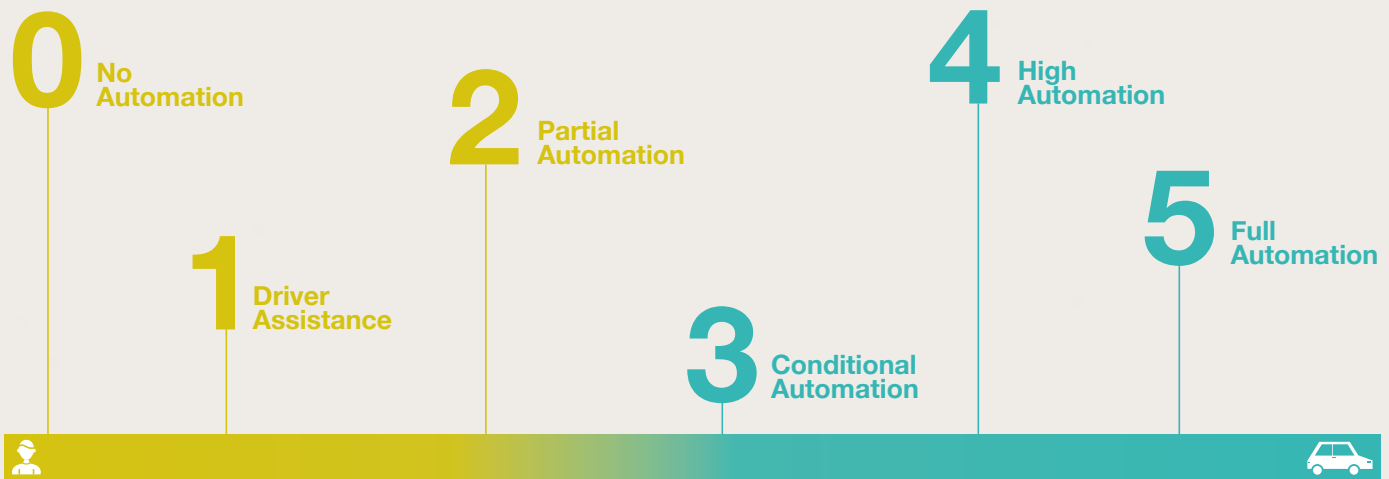 0
No
Automation
1
Driver
Assistance
2
Partial
Automation
3
Conditional
Automation
4
High
Automation
5
Full
Automation